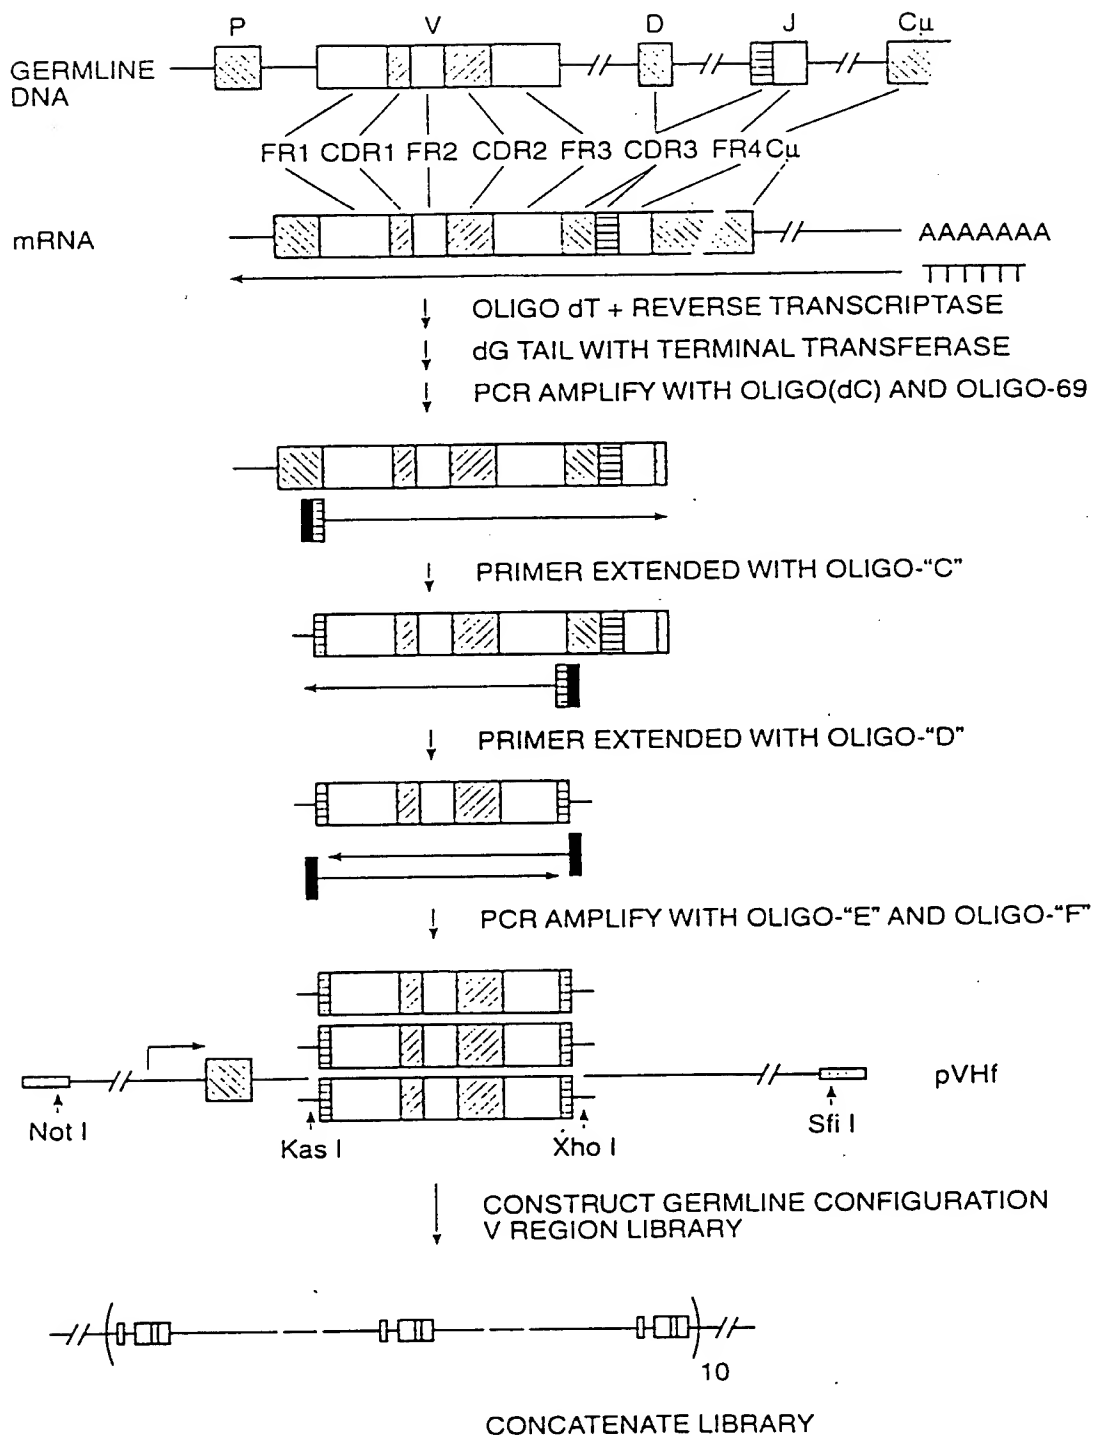 P V D J Cμ
GERMLINE
DNA
FR1 CDR1 FR2 CDR2 FR3 CDR3 FR4 Cμ
mRNA
AAAAAAA
TTTTTT
OLIGO dT + REVERSE TRANSCRIPTASE
dG TAIL WITH TERMINAL TRANSFERASE
PCR AMPLIFY WITH OLIGO(dC) AND OLIGO-69
PRIMER EXTENDED WITH OLIGO-"C"
PRIMER EXTENDED WITH OLIGO-"D"
PCR AMPLIFY WITH OLIGO-"E" AND OLIGO-"F"
pVHf
Not I
Kas I
Xho I
Sfi I
CONSTRUCT GERMLINE CONFIGURATION
V REGION LIBRARY
10
CONCATENATE LIBRARY